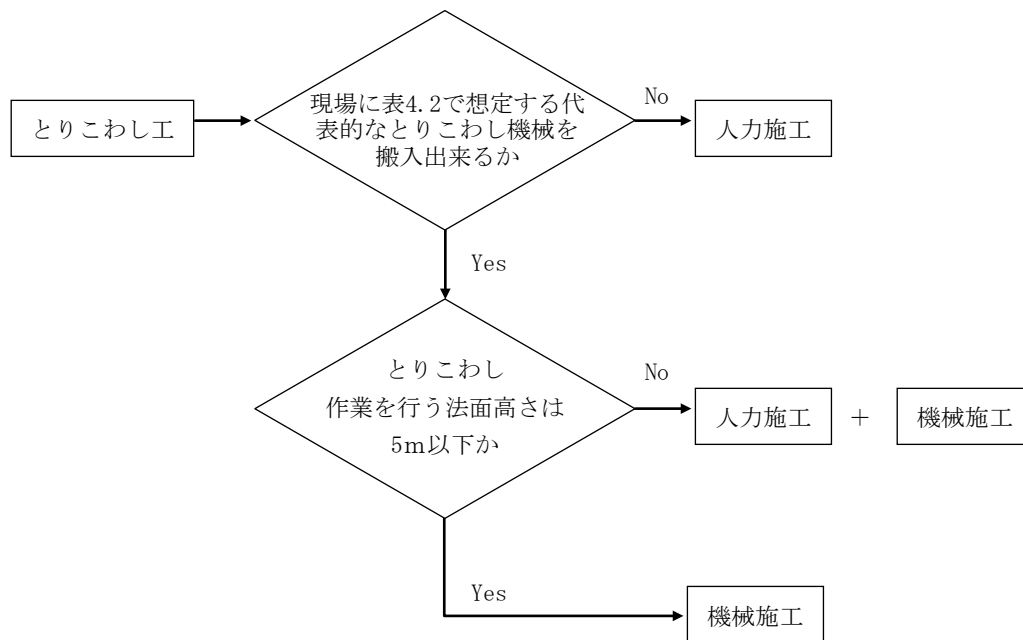 とりこわし工
現場に表4.2で想定する代
表的なとりこわし機械を
搬入出来るか
No
人力施工
Yes
とりこわし
作業を行う法面高さは
5m以下か
No
人力施工 + 機械施工
Yes
機械施工